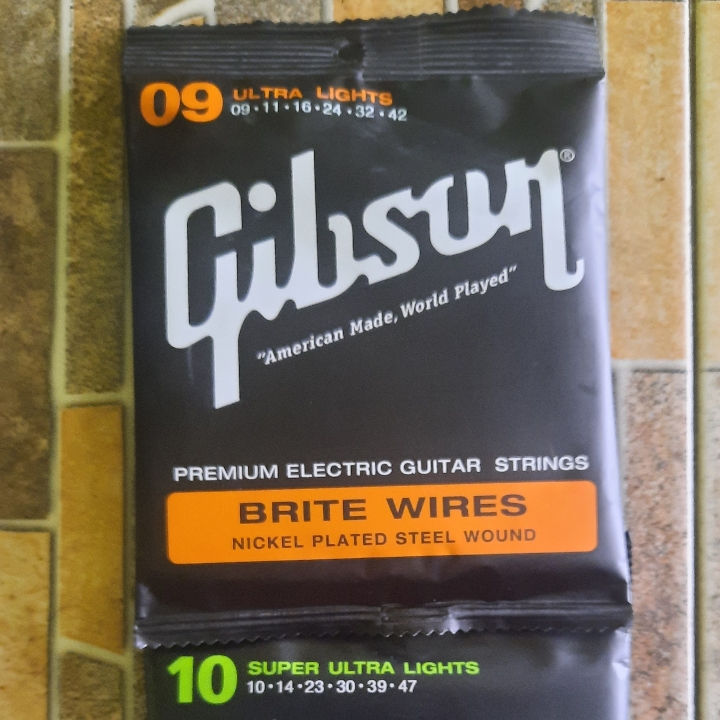 09 ULTRA LIGHTS
09·11·16·24·32·42
Gibson®
"American Made, World Played"
PREMIUM ELECTRIC GUITAR STRINGS
BRITE WIRES
NICKEL PLATED STEEL WOUND
10 SUPER ULTRA LIGHTS
10·14·23·30·39·47